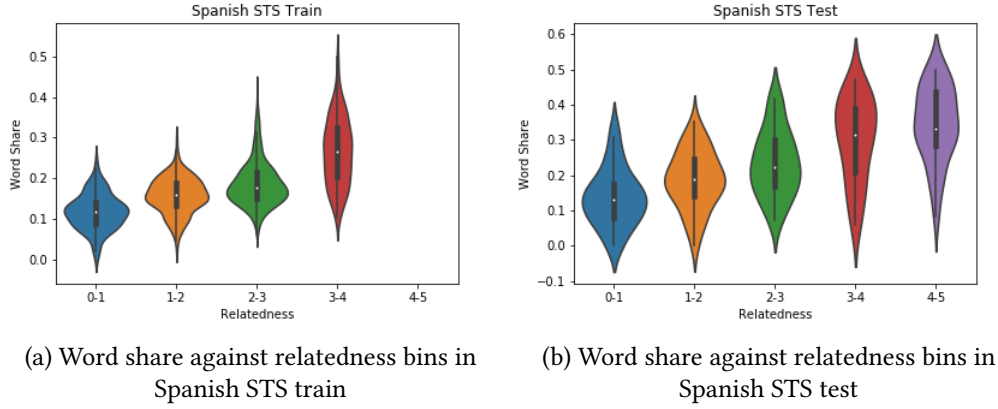 Spanish STS Train
Word Share
0.5
0.4
0.3
0.2
0.1
0.0
0-1 1-2 2-3 3-4 4-5
Relatedness
(a) Word share against relatedness bins in
Spanish STS train
Spanish STS Test
Word Share
0.6
0.5
0.4
0.3
0.2
0.1
0.0
−0.1
0-1 1-2 2-3 3-4 4-5
Relatedness
(b) Word share against relatedness bins in
Spanish STS test